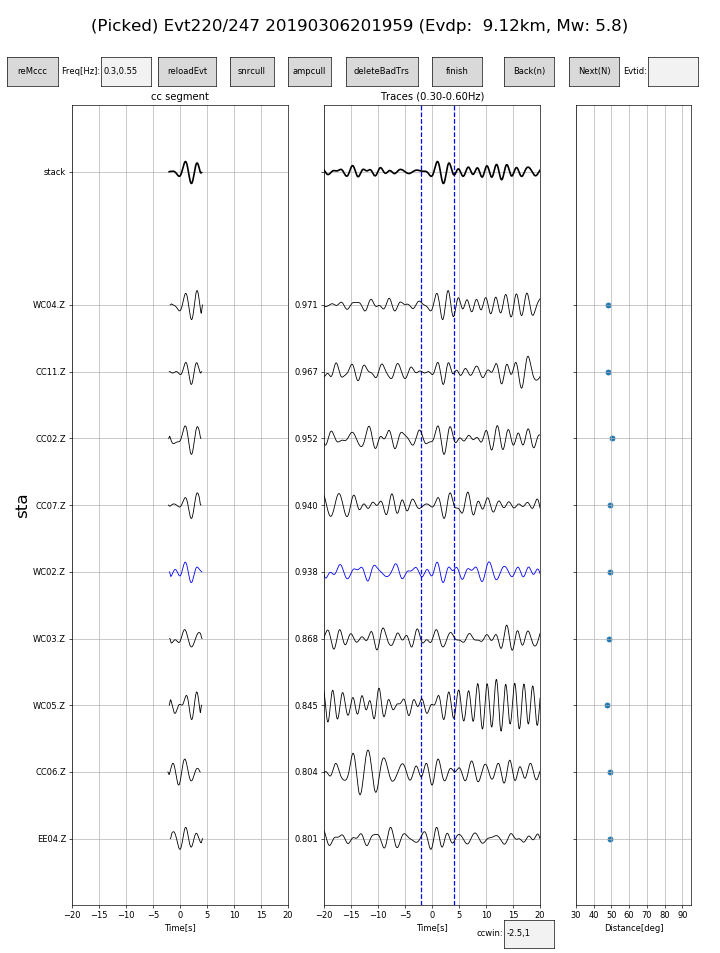 (Picked) Evt220/247 20190306201959 (Evdp:  9.12km, Mw: 5.8)
reMccc Freq[Hz]: 0.3,0.55 reloadEvt snrcull ampcull deleteBadTrs finish Back(n) Next(N) Evtid:
cc segment Traces (0.30-0.60Hz)
stack
WC04.Z 0.971
CC11.Z 0.967
CC02.Z 0.952
CC07.Z 0.940
sta
WC02.Z 0.938
WC03.Z 0.868
WC05.Z 0.845
CC06.Z 0.804
EE04.Z 0.801
−20 −15 −10 −5 0 5 10 15 20 −20 −15 −10 −5 0 5 10 15 20 30 40 50 60 70 80 90
Time[s] Time[s] Distance[deg]
ccwin: -2.5,1